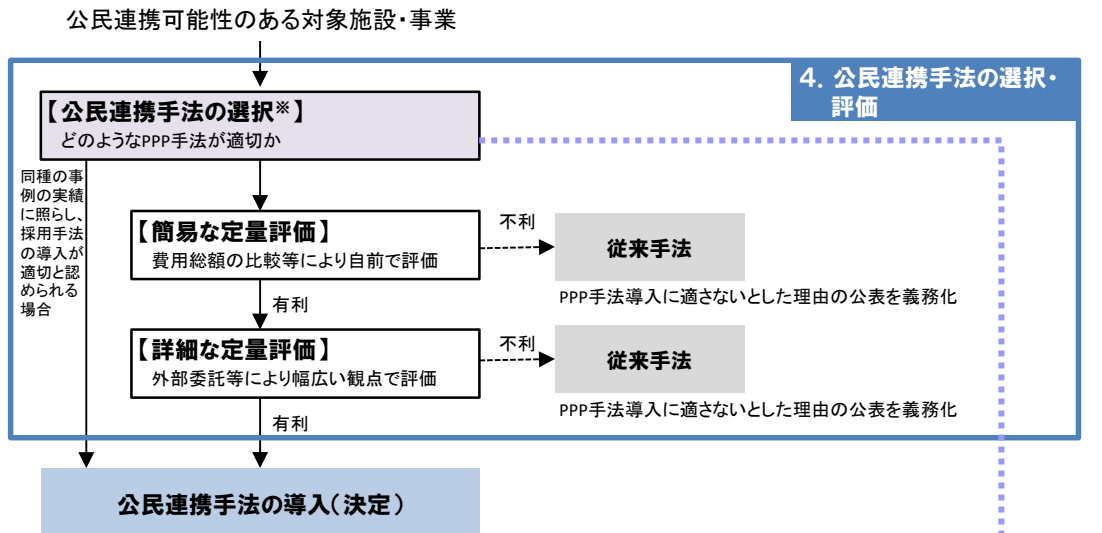 公民連携可能性のある対象施設・事業
4. 公民連携手法の選択・
評価
【公民連携手法の選択※】
どのようなPPP手法が適切か
同種の事
例の実績
に照らし、
採用手法
の導入が
適切と認
められる
場合
【簡易な定量評価】
費用総額の比較等により自前で評価
不利
従来手法
PPP手法導入に適さないとした理由の公表を義務化
有利
【詳細な定量評価】
外部委託等により幅広い観点で評価
不利
従来手法
PPP手法導入に適さないとした理由の公表を義務化
有利
公民連携手法の導入(決定)